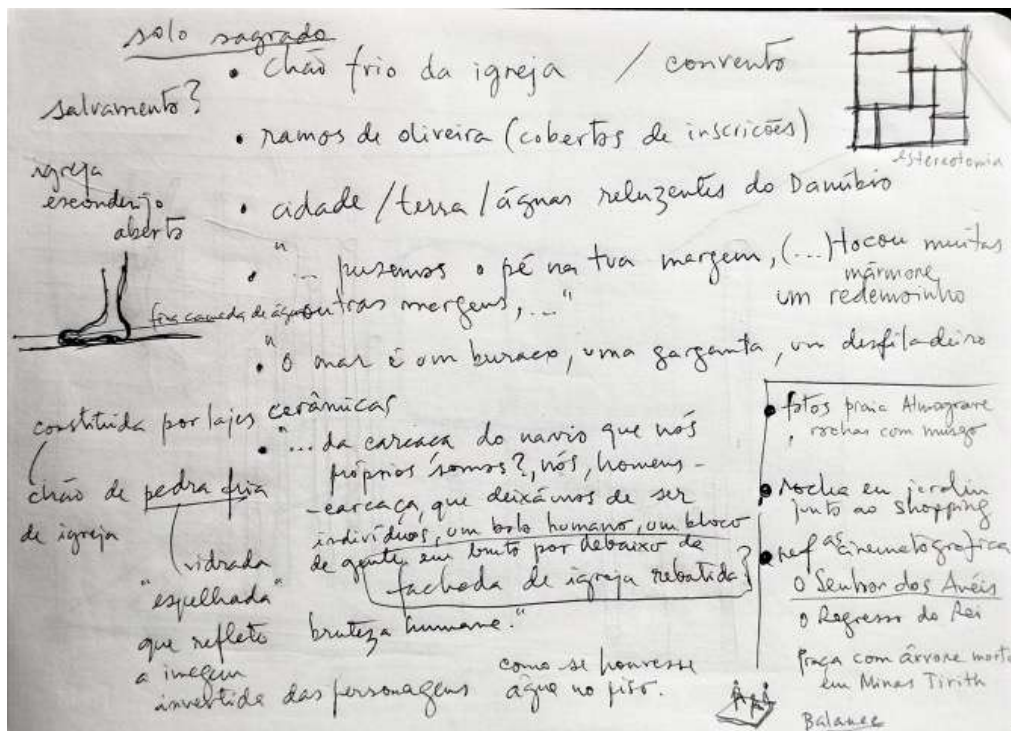 solo sagrado
• chão frio da igreja / convento
salvamento?
• ramos de oliveira (cobertos de inscrições)
estereotomia
igreja
esconderijo
aberto
• cidade / terra / águas reluzentes do Danúbio
• "... pusemos o pé na tua margem, (...) tocou muitas
outras margens, ..."
mármore
um redemoinho
fina camada de água
• "O mar é um buraco, uma garganta, um desfiladeiro
constituída por lajes cerâmicas
chão de pedra fria
de igreja
vidrada
"espelhada"
que reflete
a imagem
invertida das personagens
como se houvesse
água no piso.
• "... da carcaça do navio que nós
próprios somos?, nós, homens-
-carcaça, que deixámos de ser
indivíduos, um bolo humano, um bloco
de gente em bruto por debaixo da
fachada de igreja rebatida?
bruteza humana."
• fotos praia Almograve
rochas com musgo
• rocha em jardim
junto ao shopping
• refª cinematográfica
O Senhor dos Anéis
O Regresso do Rei
Praça com árvore morta
em Minas Tirith
Balance